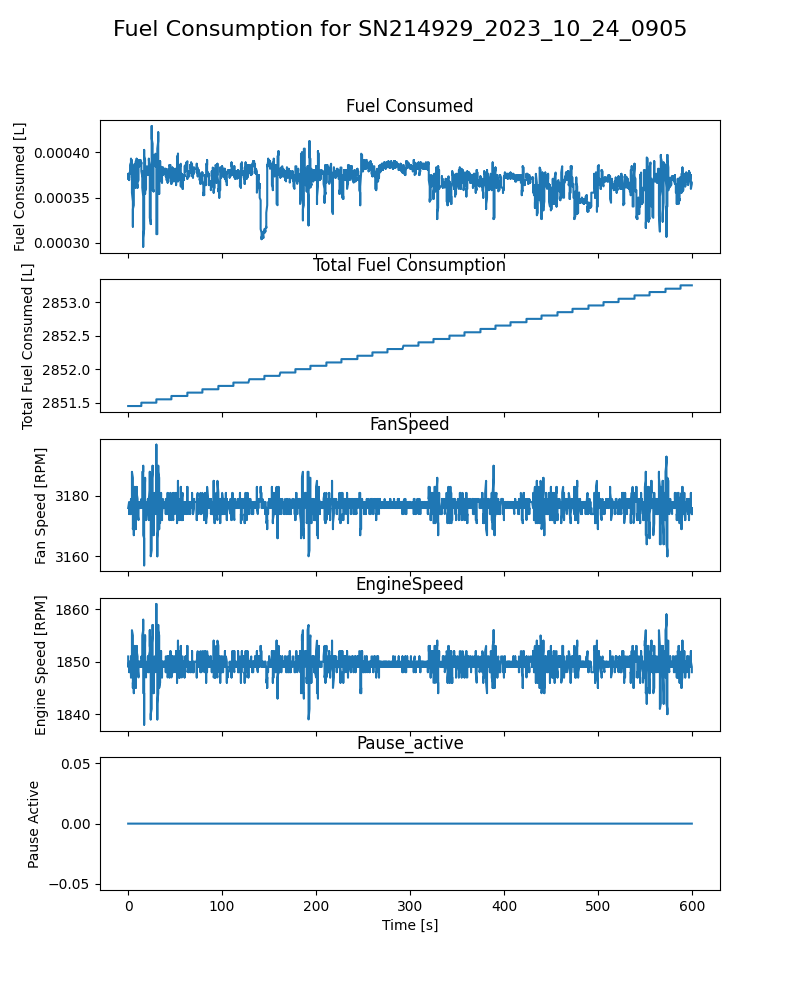 Fuel Consumption for SN214929_2023_10_24_0905
Fuel Consumed
Fuel Consumed [L]
0.00040
0.00035
0.00030
Total Fuel Consumption
Total Fuel Consumed [L]
2853.0
2852.5
2852.0
2851.5
FanSpeed
Fan Speed [RPM]
3180
3160
EngineSpeed
Engine Speed [RPM]
1860
1850
1840
Pause_active
Pause Active
0.05
0.00
−0.05
0 100 200 300 400 500 600
Time [s]